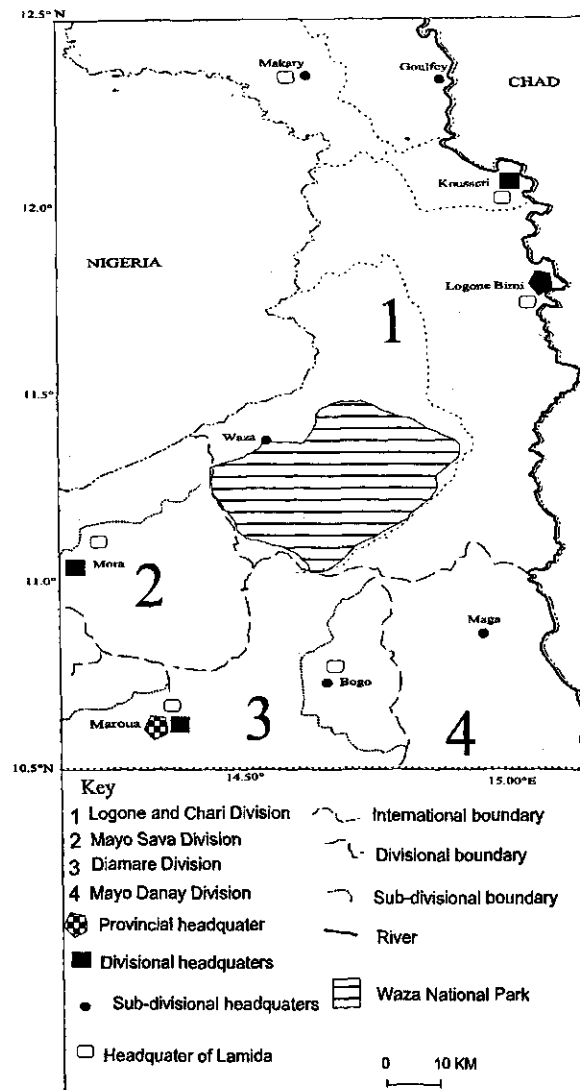 12.5° N
Makary
Goulfey
CHAD
Kousseri
12.0°
NIGERIA
Logone Birni
1
11.5°
Waza
Mora
2
11.0°
Maga
Bogo
Maroua
3
4
10.5°N
14.50°
15.00°E
Key
1 Logone and Chari Division
2 Mayo Sava Division
3 Diamare Division
4 Mayo Danay Division
Provincial headquater
Divisional headquaters
Sub-divisional headquaters
Headquater of Lamida
International boundary
Divisional boundary
Sub-divisional boundary
River
Waza National Park
0 10 KM